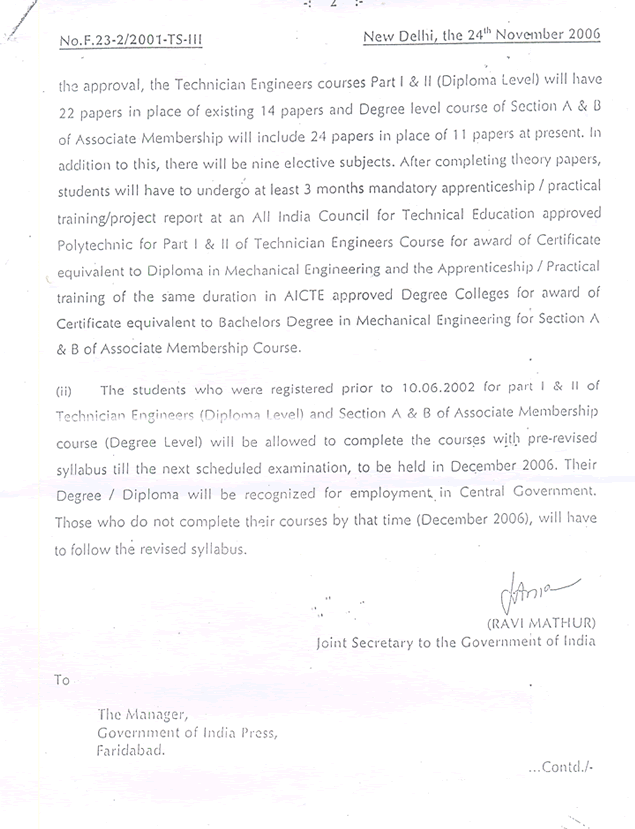 -: 2 :-
No.F.23-2/2001-TS-III
New Delhi, the 24th November 2006
the approval, the Technician Engineers courses Part I & II (Diploma Level) will have
22 papers in place of existing 14 papers and Degree level course of Section A & B
of Associate Membership will include 24 papers in place of 11 papers at present. In
addition to this, there will be nine elective subjects. After completing theory papers,
students will have to undergo at least 3 months mandatory apprenticeship / practical
training/project report at an All India Council for Technical Education approved
Polytechnic for Part I & II of Technician Engineers Course for award of Certificate
equivalent to Diploma in Mechanical Engineering and the Apprenticeship / Practical
training of the same duration in AICTE approved Degree Colleges for award of
Certificate equivalent to Bachelors Degree in Mechanical Engineering for Section A
& B of Associate Membership Course.
(ii) The students who were registered prior to 10.06.2002 for part I & II of
Technician Engineers (Diploma Level) and Section A & B of Associate Membership
course (Degree Level) will be allowed to complete the courses with pre-revised
syllabus till the next scheduled examination, to be held in December 2006. Their
Degree / Diploma will be recognized for employment in Central Government.
Those who do not complete their courses by that time (December 2006), will have
to follow the revised syllabus.
(RAVI MATHUR)
Joint Secretary to the Government of India
To
The Manager,
Government of India Press,
Faridabad.
...Contd./-